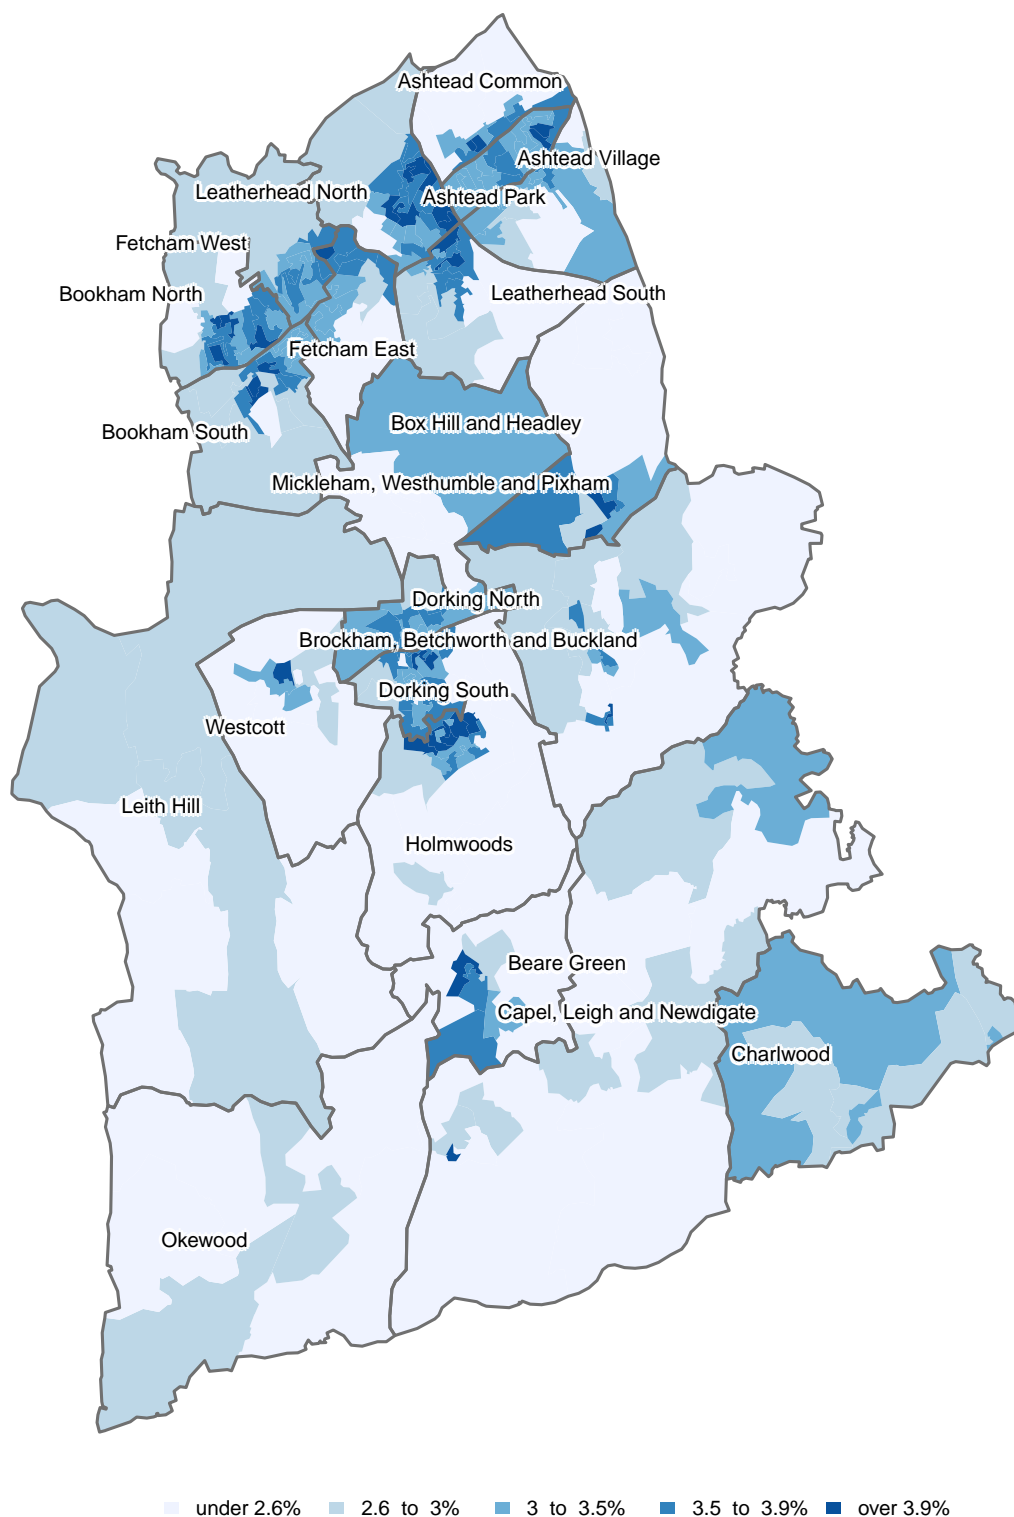 Ashtead Common
Ashtead Village
Leatherhead North
Ashtead Park
Fetcham West
Bookham North
Leatherhead South
Fetcham East
Box Hill and Headley
Bookham South
Mickleham, Westhumble and Pixham
Dorking North
Brockham, Betchworth and Buckland
Dorking South
Westcott
Leith Hill
Holmwoods
Beare Green
Capel, Leigh and Newdigate
Charlwood
Okewood
under 2.6% 2.6 to 3% 3 to 3.5% 3.5 to 3.9% over 3.9%